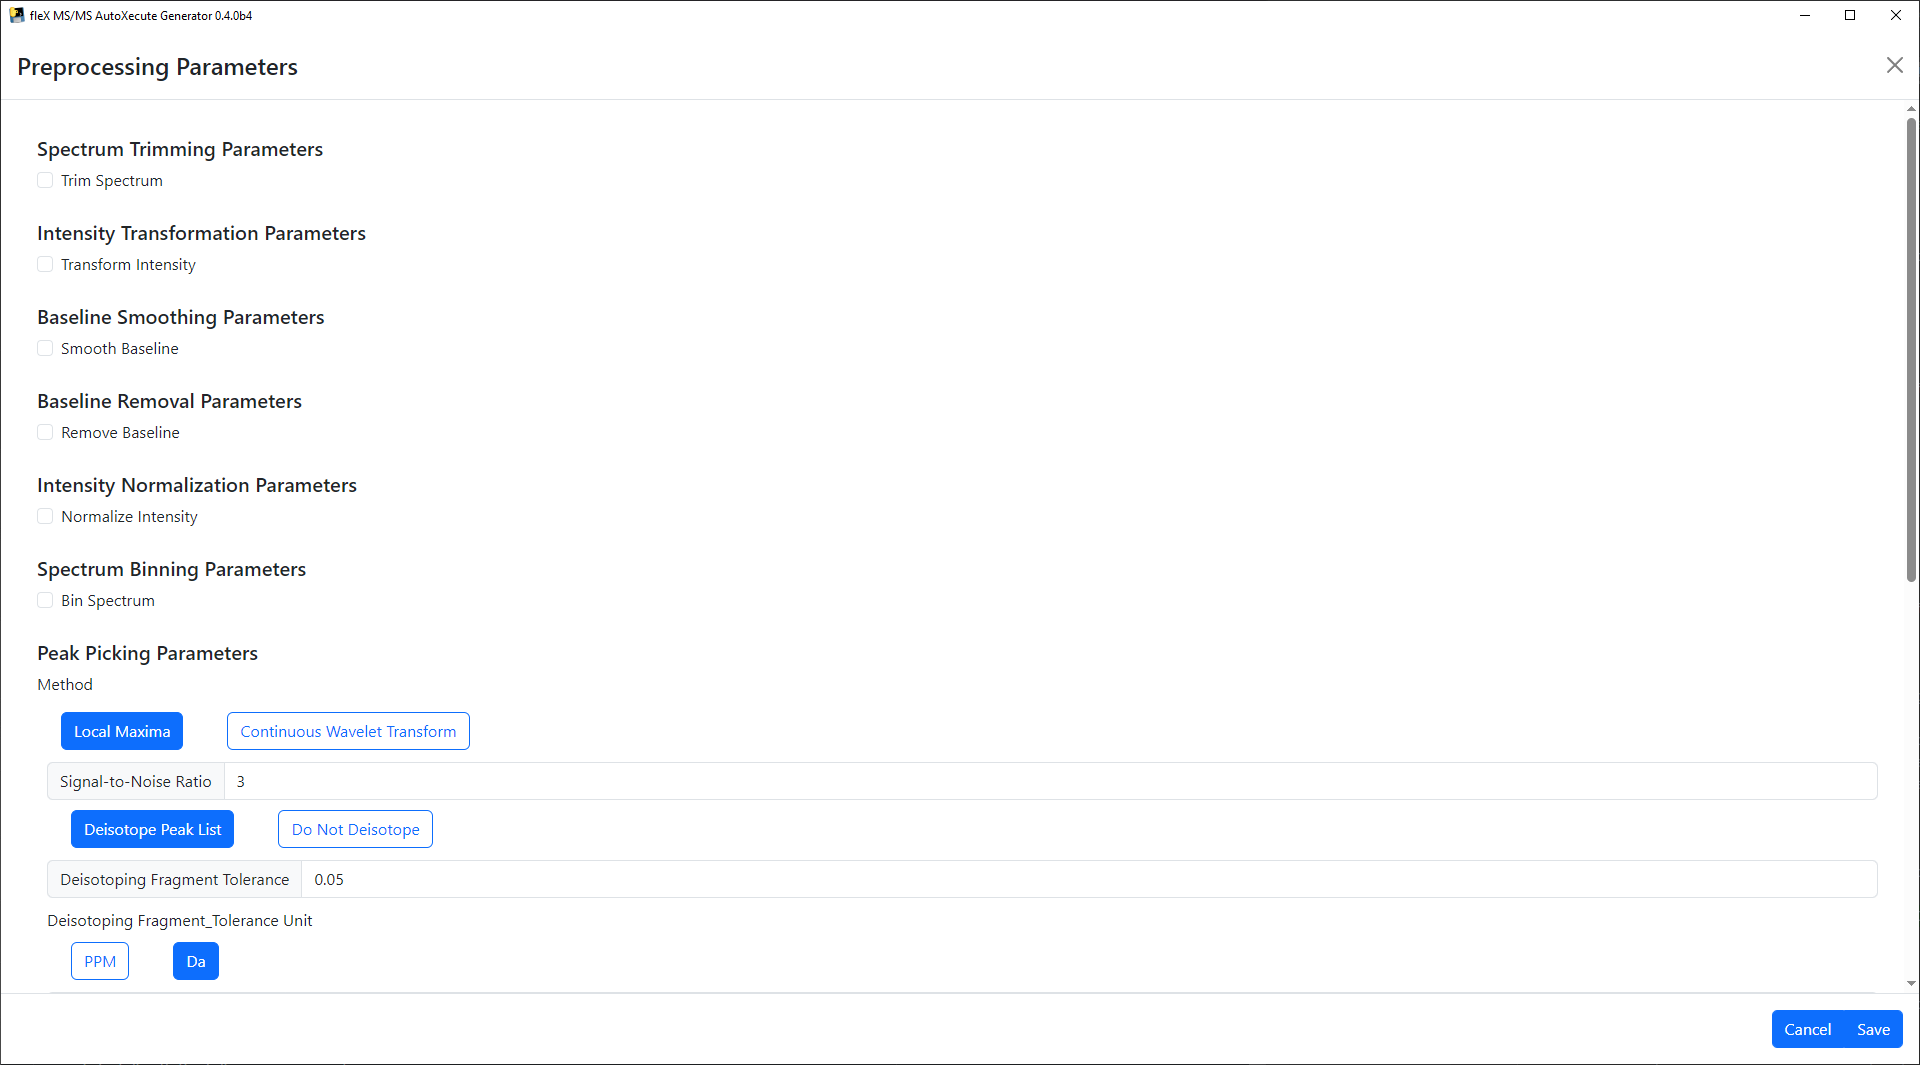 fleX MS/MS AutoXecute Generator 0.4.0b4
Preprocessing Parameters
Spectrum Trimming Parameters
Trim Spectrum
Intensity Transformation Parameters
Transform Intensity
Baseline Smoothing Parameters
Smooth Baseline
Baseline Removal Parameters
Remove Baseline
Intensity Normalization Parameters
Normalize Intensity
Spectrum Binning Parameters
Bin Spectrum
Peak Picking Parameters
Method
Local Maxima Continuous Wavelet Transform
Signal-to-Noise Ratio 3
Deisotope Peak List Do Not Deisotope
Deisotoping Fragment Tolerance 0.05
Deisotoping Fragment_Tolerance Unit
PPM Da
Cancel Save